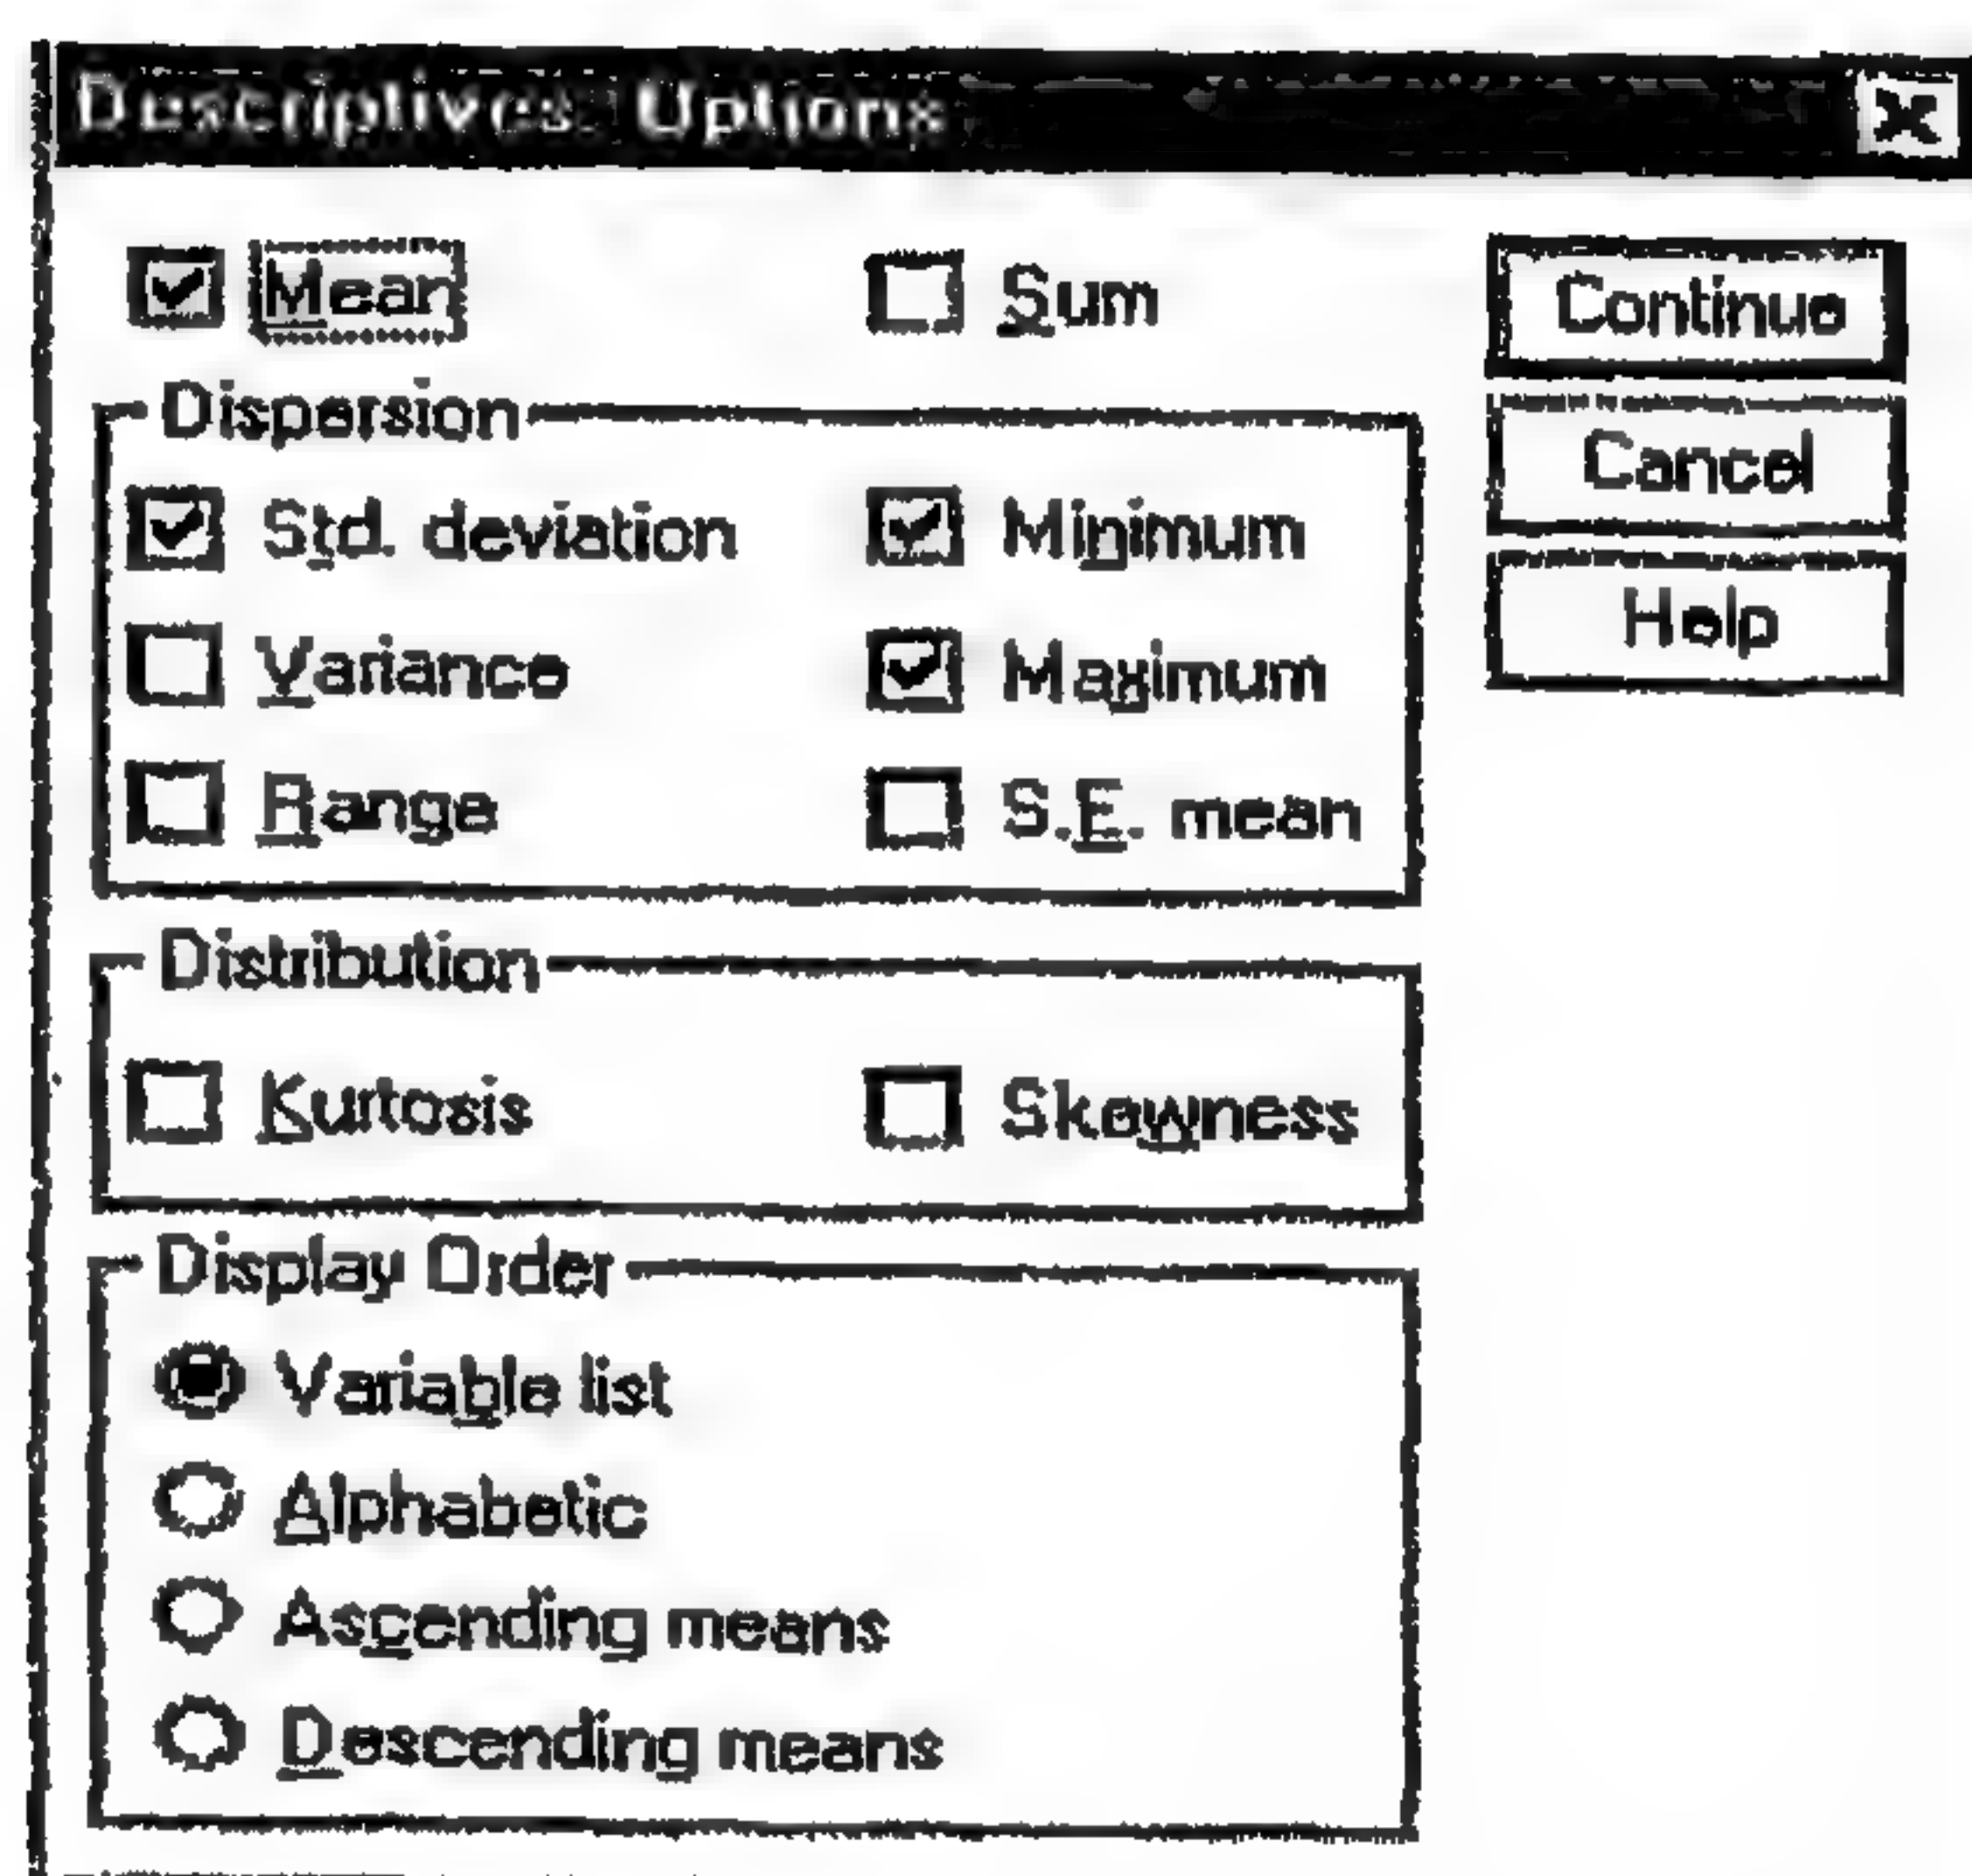 Descriptives: Options
Mean
Sum
Continue
Dispersion
Cancel
Std. deviation
Minimum
Help
Variance
Maximum
Range
S.E. mean
Distribution
Kurtosis
Skewness
Display Order
Variable list
Alphabetic
Ascending means
Descending means